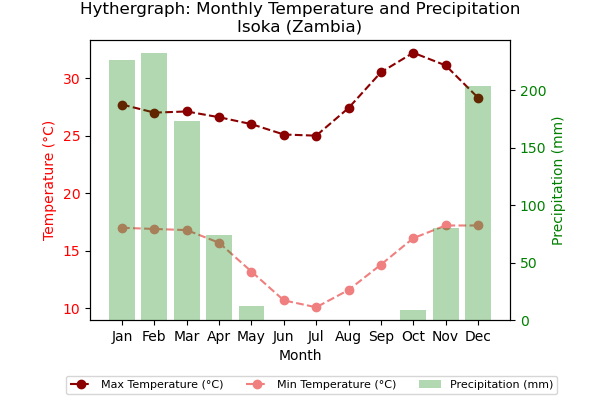 Hythergraph: Monthly Temperature and Precipitation
Isoka (Zambia)
Temperature (°C)
30
25
20
15
10
Precipitation (mm)
200
150
100
50
0
Jan Feb Mar Apr May Jun Jul Aug Sep Oct Nov Dec
Month
Max Temperature (°C) Min Temperature (°C) Precipitation (mm)